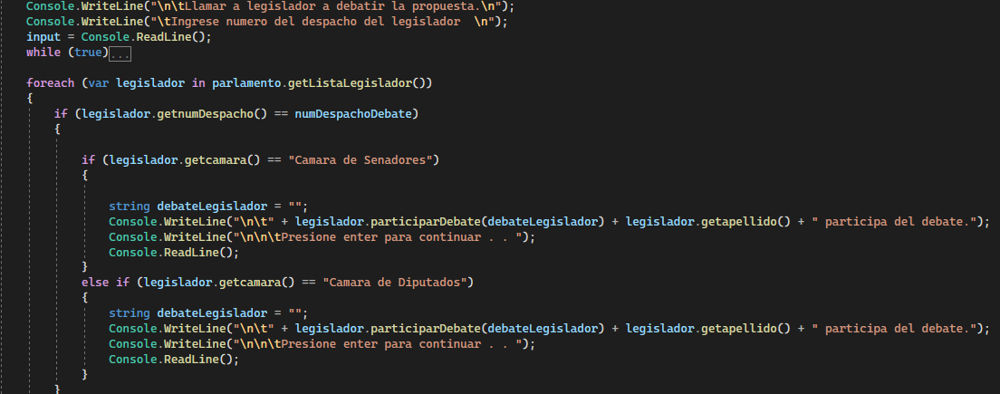 Console.WriteLine("\n\tLlamar a legislador a debatir la propuesta.\n");
Console.WriteLine("\tIngrese numero del despacho del legislador  \n");
input = Console.ReadLine();
while (true)...
foreach (var legislador in parlamento.getListaLegislador())
{
if (legislador.getnumDespacho() == numDespachoDebate)
{
if (legislador.getcamara() == "Camara de Senadores")
{
string debateLegislador = "";
Console.WriteLine("\n\t" + legislador.participarDebate(debateLegislador) + legislador.getapellido() + " participa del debate.");
Console.WriteLine("\n\n\tPresione enter para continuar . . ");
Console.ReadLine();
}
else if (legislador.getcamara() == "Camara de Diputados")
{
string debateLegislador = "";
Console.WriteLine("\n\t" + legislador.participarDebate(debateLegislador) + legislador.getapellido() + " participa del debate.");
Console.WriteLine("\n\n\tPresione enter para continuar . . ");
Console.ReadLine();
}
}